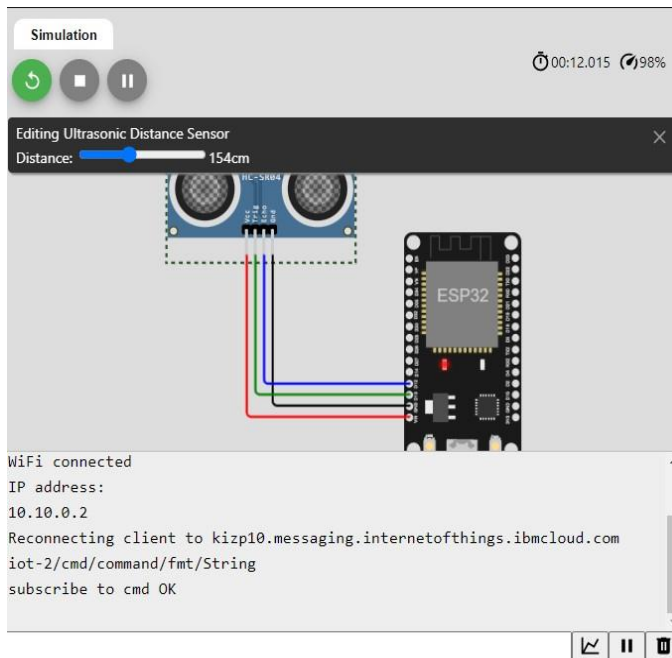 Simulation
00:12.015 98%
Editing Ultrasonic Distance Sensor
Distance: 154cm
HC-SR04
Vcc
Trig
Echo
Gnd
ESP32
WiFi connected
IP address:
10.10.0.2
Reconnecting client to kizp10.messaging.internetofthings.ibmcloud.com
iot-2/cmd/command/fmt/String
subscribe to cmd OK